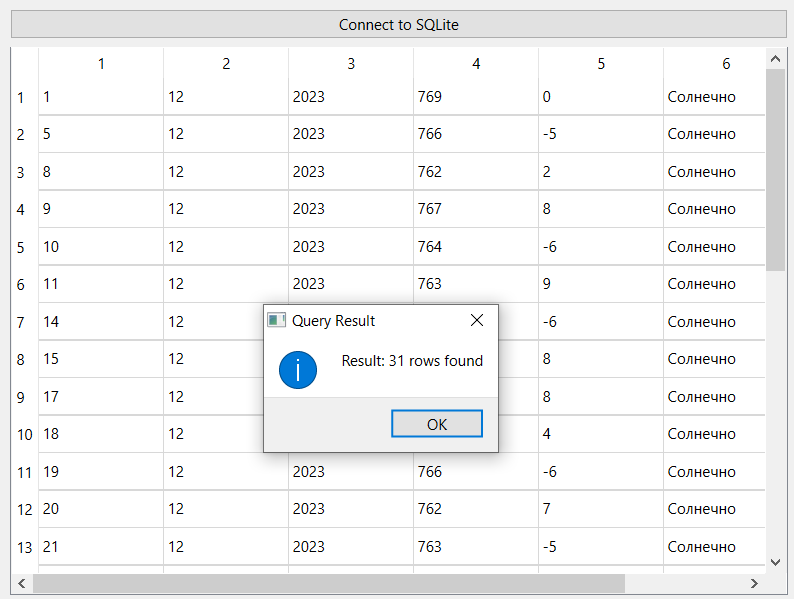 Connect to SQLite
1 2 3 4 5 6
1 1 12 2023 769 0 Солнечно
2 5 12 2023 766 -5 Солнечно
3 8 12 2023 762 2 Солнечно
4 9 12 2023 767 8 Солнечно
5 10 12 2023 764 -6 Солнечно
6 11 12 2023 763 9 Солнечно
7 14 12 -6 Солнечно
8 15 12 8 Солнечно
9 17 12 8 Солнечно
10 18 12 4 Солнечно
11 19 12 2023 766 -6 Солнечно
12 20 12 2023 762 7 Солнечно
13 21 12 2023 763 -5 Солнечно
Query Result
Result: 31 rows found
OK